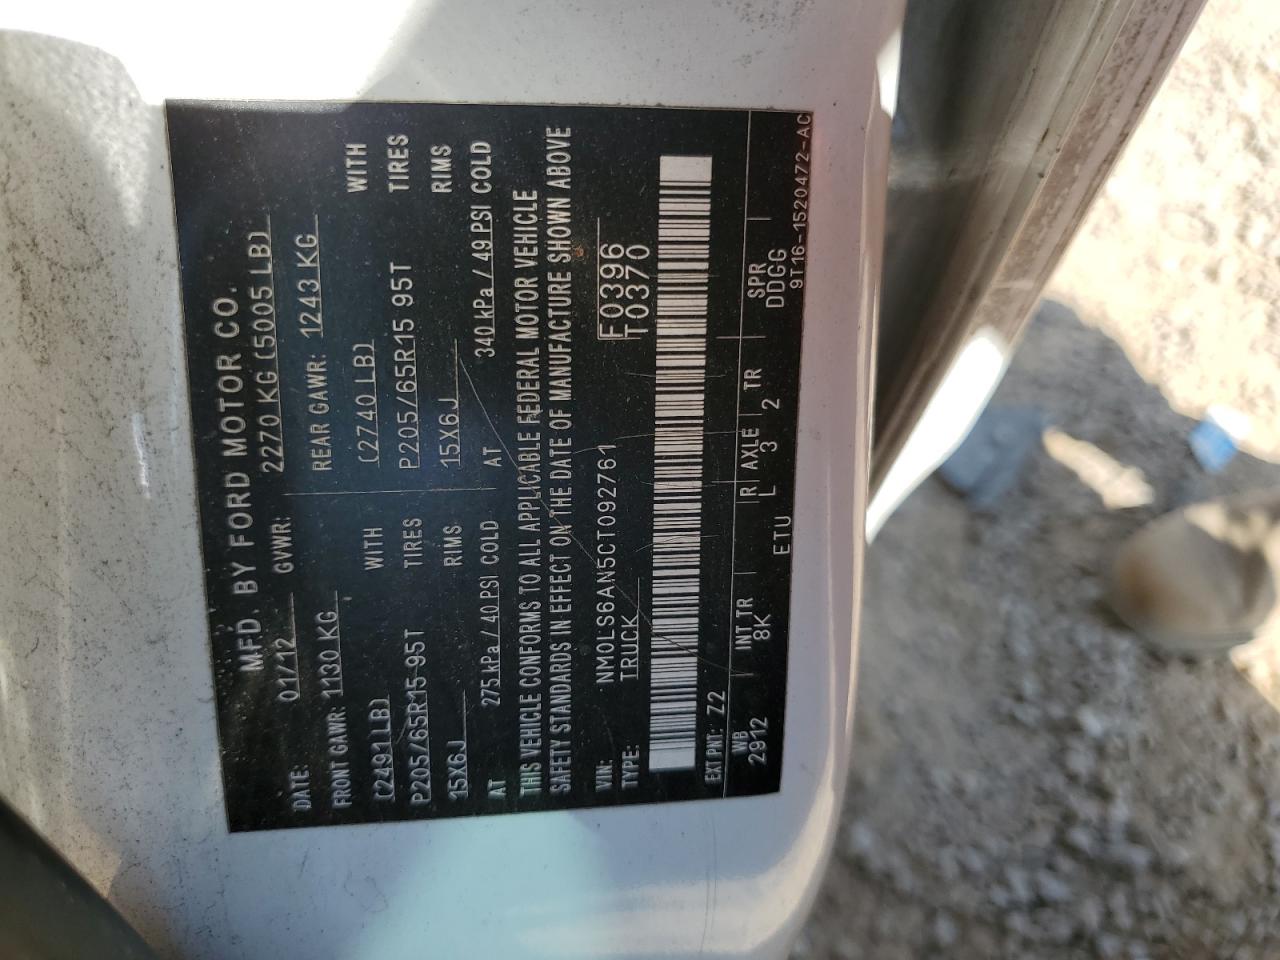 MFD. BY FORD MOTOR CO.
DATE: 01/12 GVWR: 2270 KG (5005 LB)
FRONT GAWR: 1130 KG REAR GAWR: 1243 KG
(2491LB) WITH (2740 LB) WITH
P205/65R15-95T TIRES P205/65R15 95T TIRES
15X6J RIMS 15X6J RIMS
AT 275 kPa / 40 PSI COLD AT 340 kPa / 49 PSI COLD
THIS VEHICLE CONFORMS TO ALL APPLICABLE FEDERAL MOTOR VEHICLE
SAFETY STANDARDS IN EFFECT ON THE DATE OF MANUFACTURE SHOWN ABOVE
VIN: NM0LS6AN5CT092761 F0396
TYPE: TRUCK T0370
EXT PNT: Z2
WB INT TR R AXLE TR SPR
2912 8K L 3 2 DDGG
ETU 9T16-1520472-AC